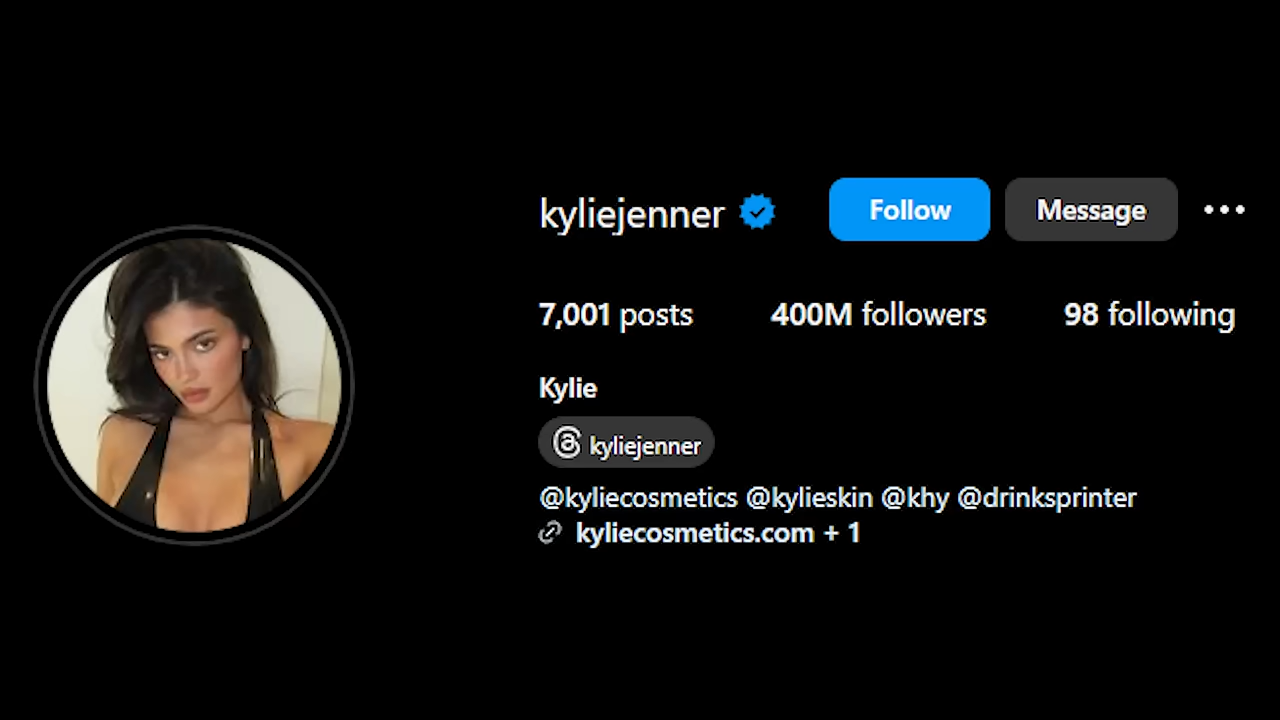 kyliejenner Follow Message
7,001 posts 400M followers 98 following
Kylie
kyliejenner
@kyliecosmetics @kylieskin @khy @drinksprinter
kyliecosmetics.com + 1